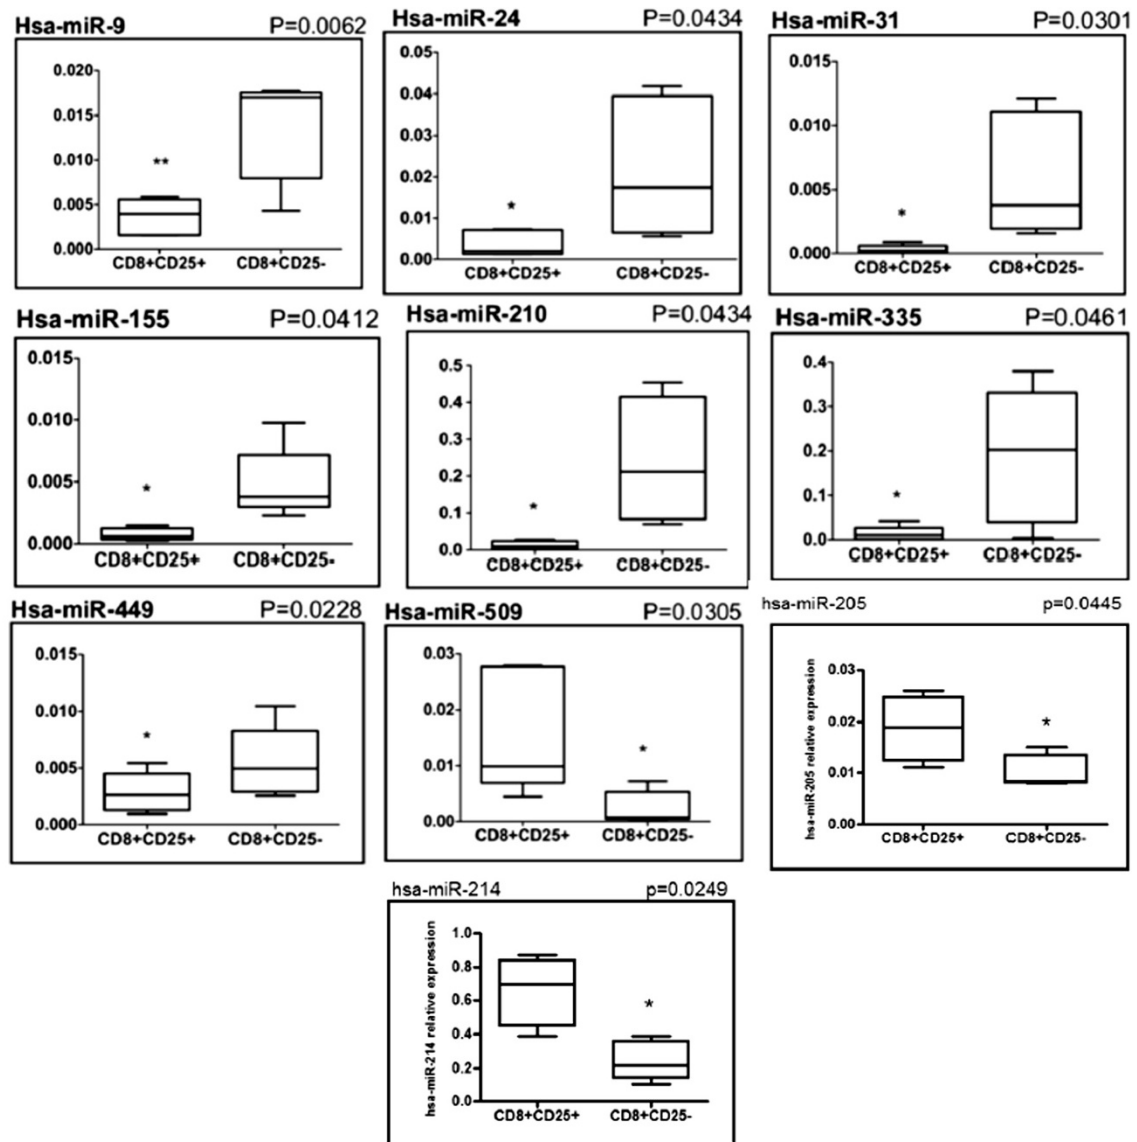 Hsa-miR-9 P=0.0062
0.020
0.015
0.010
0.005
0.000
**
CD8+CD25+ CD8+CD25-
Hsa-miR-24 P=0.0434
0.05
0.04
0.03
0.02
0.01
0.00
*
CD8+CD25+ CD8+CD25-
Hsa-miR-31 P=0.0301
0.015
0.010
0.005
0.000
*
CD8+CD25+ CD8+CD25-
Hsa-miR-155 P=0.0412
0.015
0.010
0.005
0.000
*
CD8+CD25+ CD8+CD25-
Hsa-miR-210 P=0.0434
0.5
0.4
0.3
0.2
0.1
0.0
*
CD8+CD25+ CD8+CD25-
Hsa-miR-335 P=0.0461
0.4
0.3
0.2
0.1
0.0
*
CD8+CD25+ CD8+CD25-
Hsa-miR-449 P=0.0228
0.015
0.010
0.005
0.000
*
CD8+CD25+ CD8+CD25-
Hsa-miR-509 P=0.0305
0.03
0.02
0.01
0.00
*
CD8+CD25+ CD8+CD25-
hsa-miR-205 p=0.0445
hsa-miR-205 relative expression
0.03
0.02
0.01
0.00
*
CD8+CD25+ CD8+CD25-
hsa-miR-214 p=0.0249
hsa-miR-214 relative expression
1.0
0.8
0.6
0.4
0.2
0.0
*
CD8+CD25+ CD8+CD25-